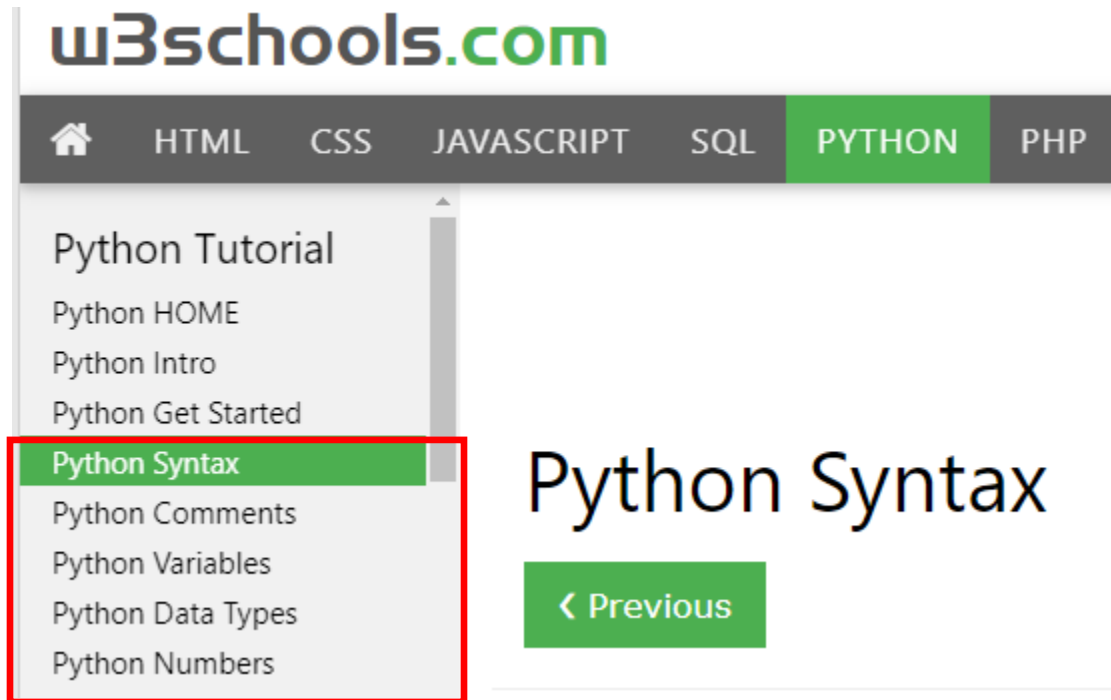 w3schools.com
HTML CSS JAVASCRIPT SQL PYTHON PHP
Python Tutorial
Python HOME
Python Intro
Python Get Started
Python Syntax
Python Comments
Python Variables
Python Data Types
Python Numbers
Python Syntax
❮ Previous